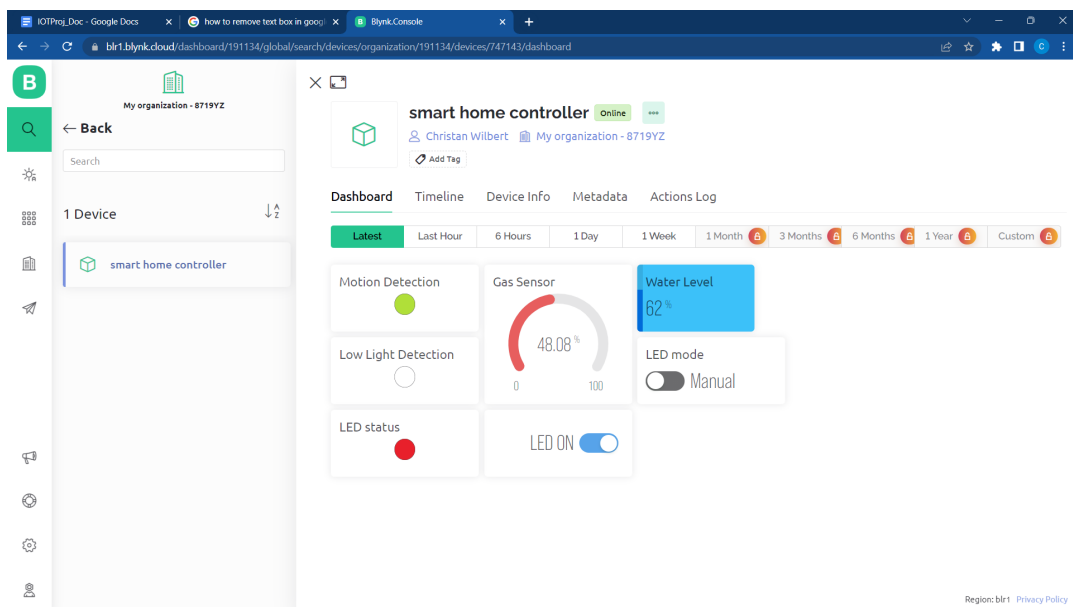 IOTProj_Doc - Google Docs
how to remove text box in googl
Blynk.Console
blr1.blynk.cloud/dashboard/191134/global/search/devices/organization/191134/devices/747143/dashboard
C
B
My organization - 8719YZ
Back
Search
1 Device
A
Z
smart home controller
smart home controller Online
Christan Wilbert My organization - 8719YZ
Add Tag
Dashboard Timeline Device Info Metadata Actions Log
Latest Last Hour 6 Hours 1 Day 1 Week 1 Month 3 Months 6 Months 1 Year Custom
Motion Detection
Gas Sensor
48.08 %
0 100
Water Level
62 %
Low Light Detection
LED mode
Manual
LED status
LED ON
Region: blr1 Privacy Policy